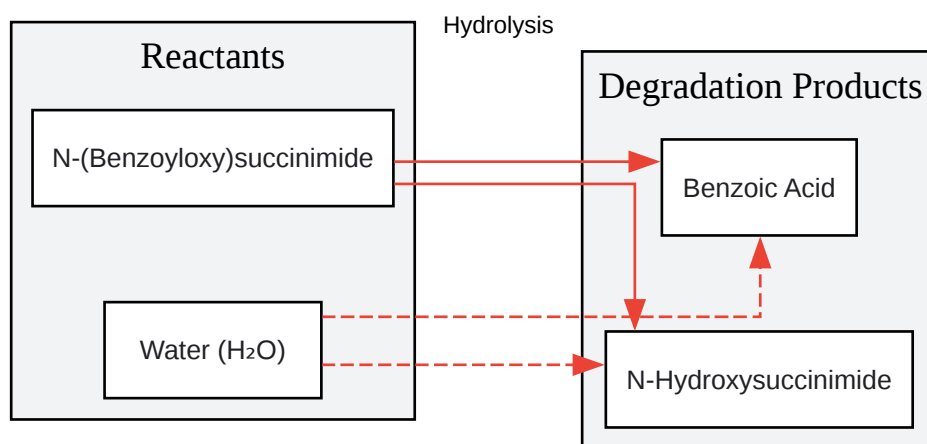 Hydrolysis
Reactants
N-(Benzoyloxy)succinimide
Water (H₂O)
Degradation Products
Benzoic Acid
N-Hydroxysuccinimide